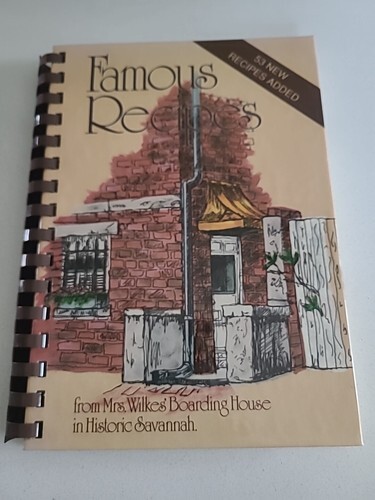 Famous
Recipes
53 NEW
RECIPES ADDED
from Mrs. Wilkes' Boarding House
in Historic Savannah.